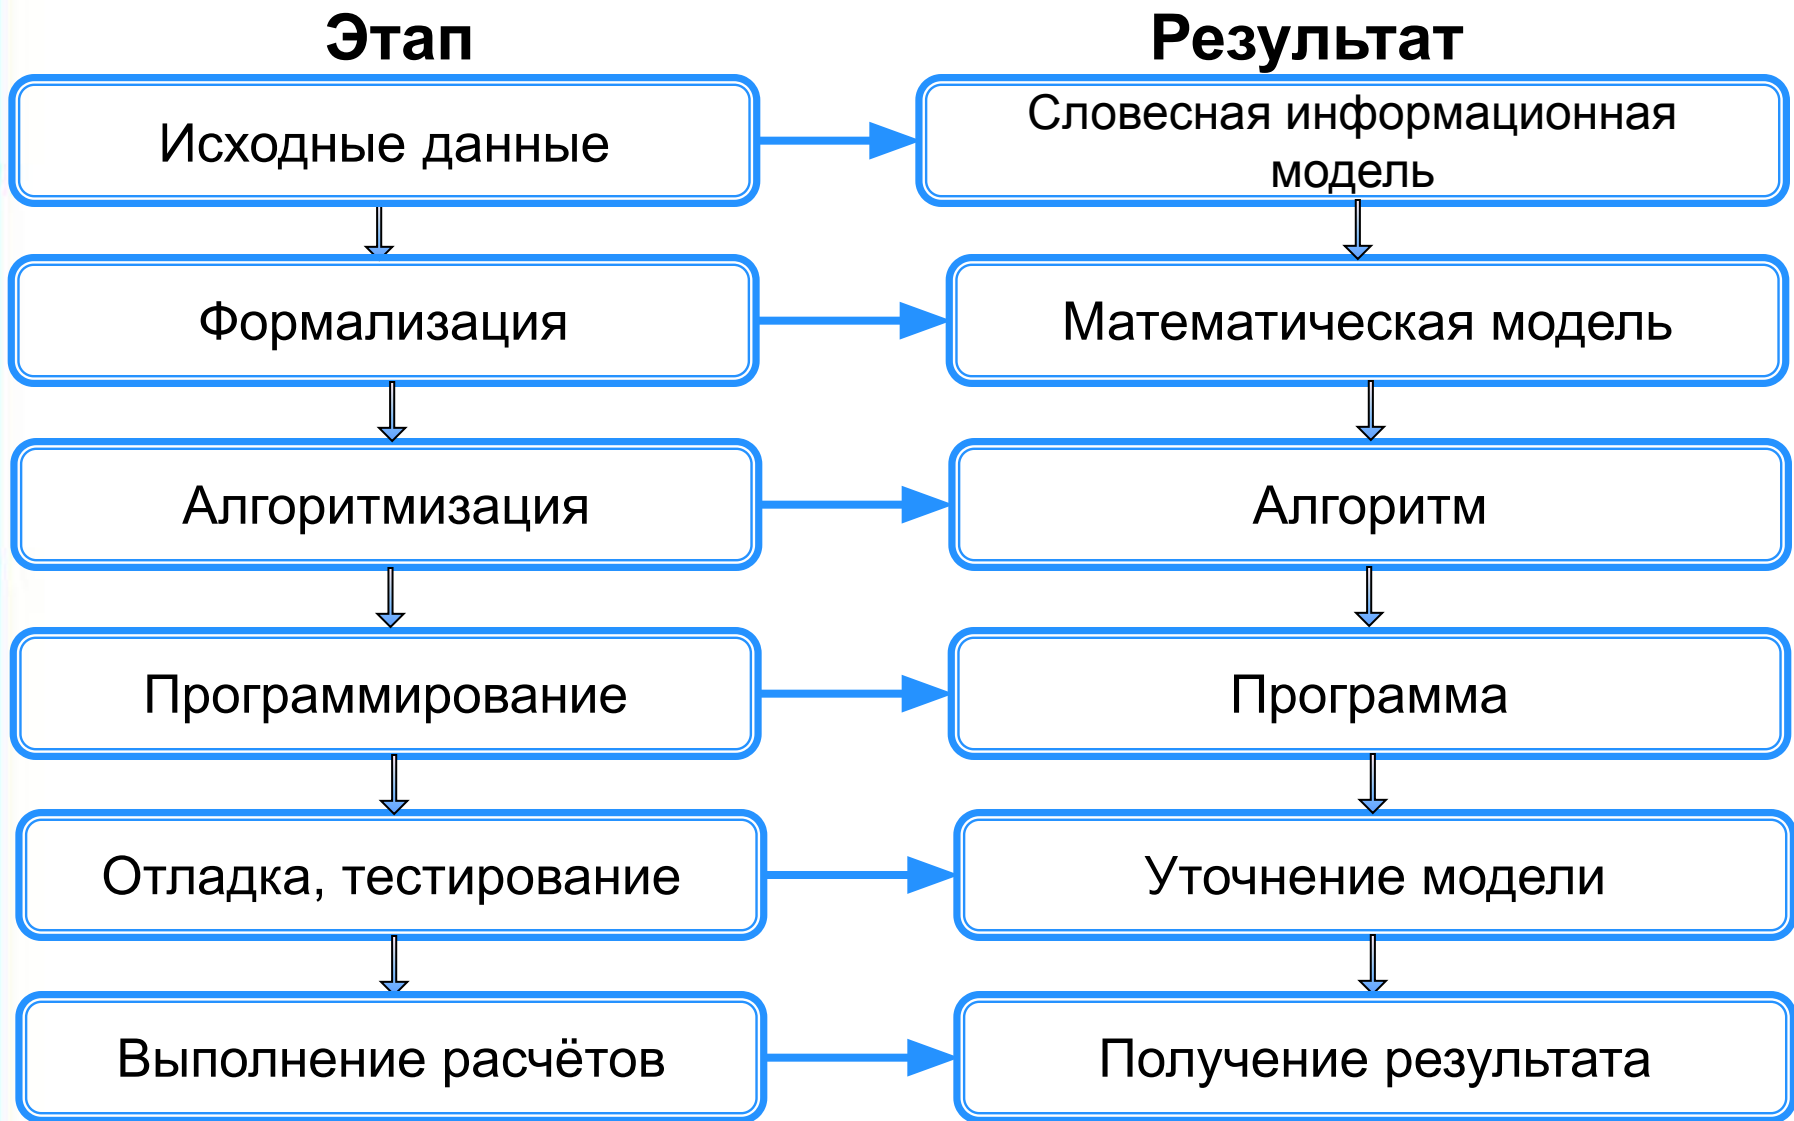 Этап
Результат
Исходные данные
Словесная информационная
модель
Формализация
Математическая модель
Алгоритмизация
Алгоритм
Программирование
Программа
Отладка, тестирование
Уточнение модели
Выполнение расчётов
Получение результата